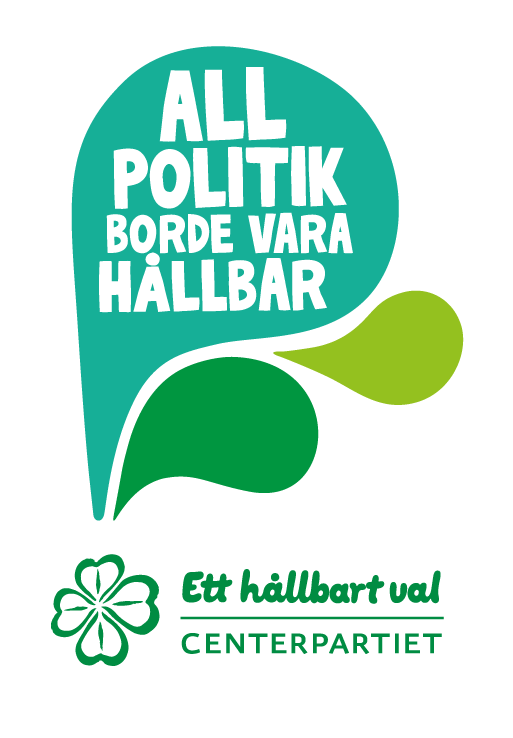 ALL
POLITIK
BORDE VARA
HÅLLBAR
Ett hållbart val
CENTERPARTIET